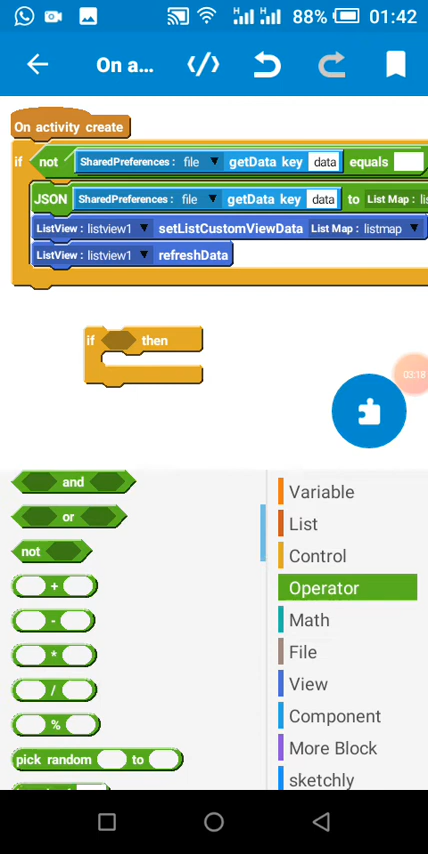 H H 88% 01:42
On a...
On activity create
if not SharedPreferences : file getData key data equals
JSON SharedPreferences : file getData key data to List Map :
ListView : listview1 setListCustomViewData List Map : listmap
ListView : listview1 refreshData
if then
03:18
and
or
not
+
-
*
/
%
pick random to
Variable
List
Control
Operator
Math
File
View
Component
More Block
sketchly